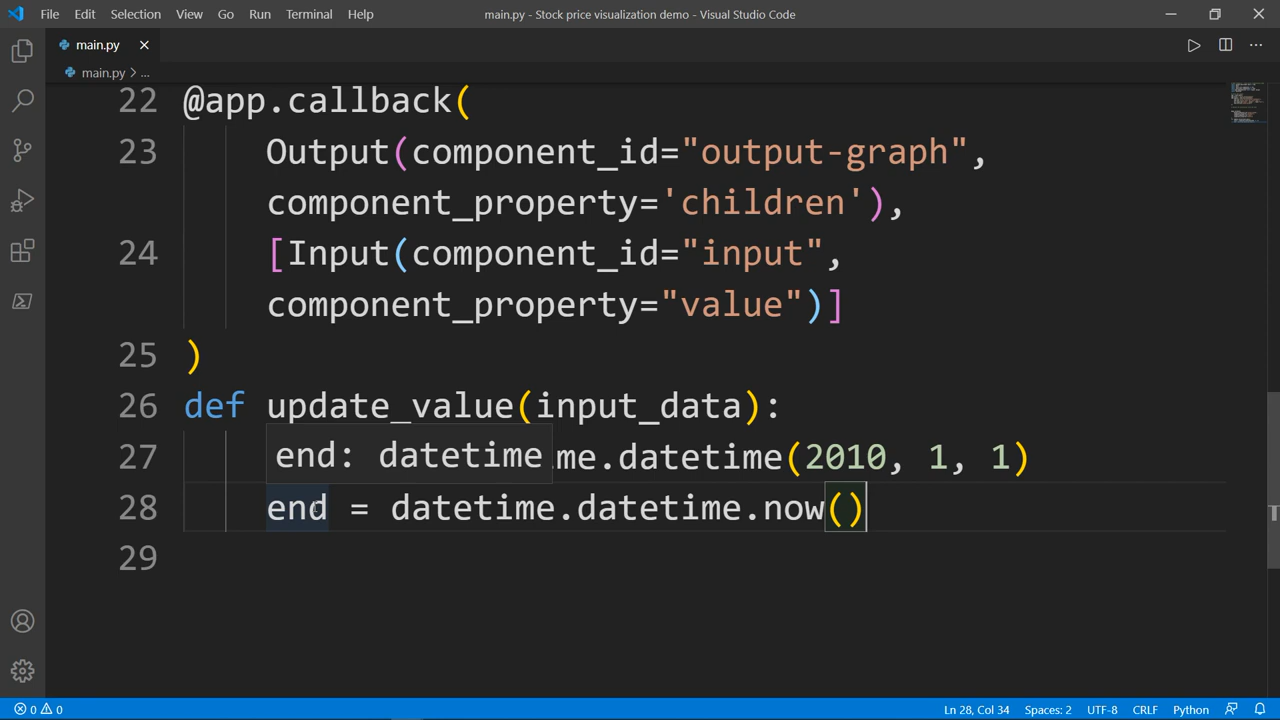 File Edit Selection View Go Run Terminal Help
main.py - Stock price visualization demo - Visual Studio Code
main.py
main.py > ...
22 @app.callback(
23 Output(component_id="output-graph",
component_property='children'),
24 [Input(component_id="input",
component_property="value")]
25 )
26 def update_value(input_data):
end: datetime
27 me.datetime(2010, 1, 1)
28 end = datetime.datetime.now()
29
0 0 Ln 28, Col 34 Spaces: 2 UTF-8 CRLF Python